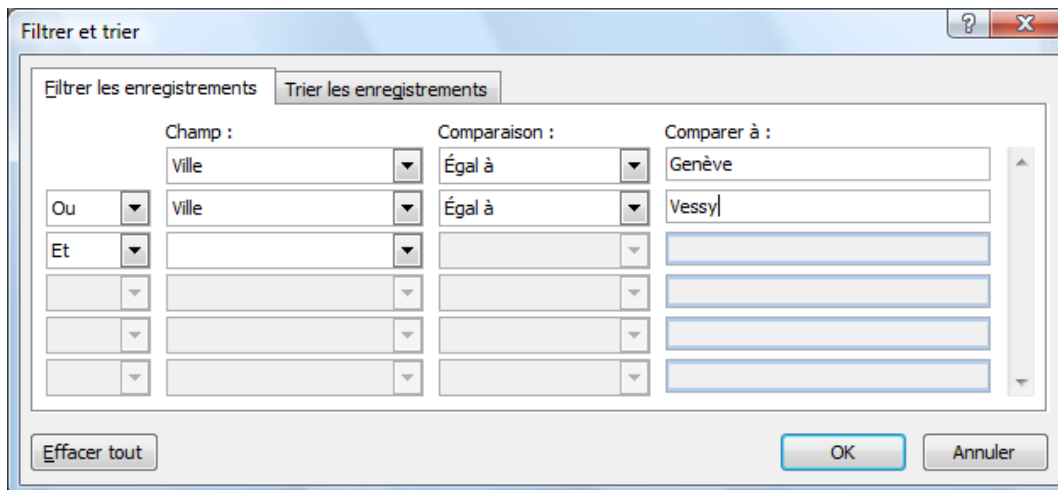 Filtrer et trier
Filtrer les enregistrements Trier les enregistrements
Champ : Comparaison : Comparer à :
Ville Égal à Genève
Ou Ville Égal à Vessy
Et
Effacer tout OK Annuler